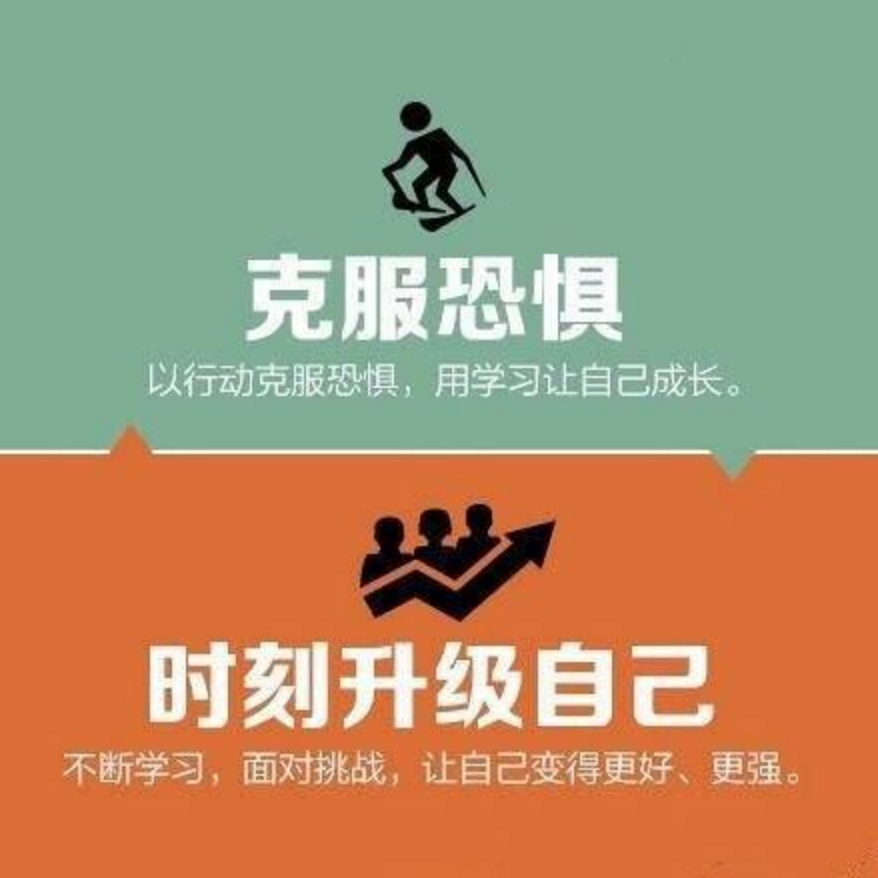 克服恐惧
以行动克服恐惧，用学习让自己成长。
时刻升级自己
不断学习，面对挑战，让自己变得更好、更强。